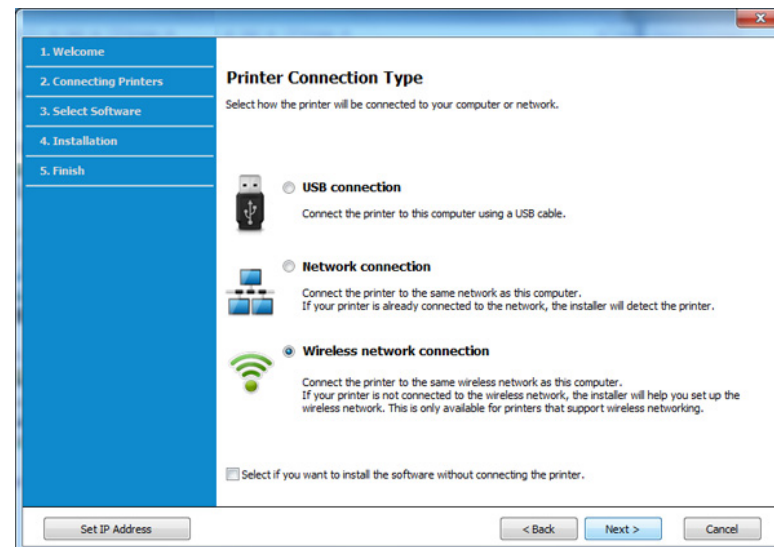 1. Welcome
2. Connecting Printers
3. Select Software
4. Installation
5. Finish
Printer Connection Type
Select how the printer will be connected to your computer or network.
USB connection
Connect the printer to this computer using a USB cable.
Network connection
Connect the printer to the same network as this computer.
If your printer is already connected to the network, the installer will detect the printer.
Wireless network connection
Connect the printer to the same wireless network as this computer.
If your printer is not connected to the wireless network, the installer will help you set up the
wireless network. This is only available for printers that support wireless networking.
Select if you want to install the software without connecting the printer.
Set IP Address
< Back
Next >
Cancel